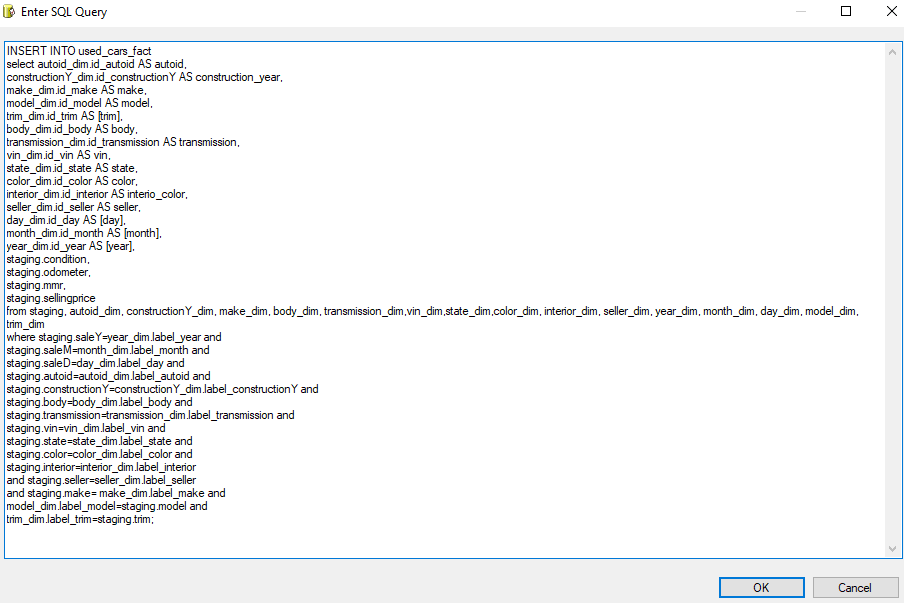 Enter SQL Query
INSERT INTO used_cars_fact
select autoid_dim.id_autoid AS autoid,
constructionY_dim.id_constructionY AS construction_year,
make_dim.id_make AS make,
model_dim.id_model AS model,
trim_dim.id_trim AS [trim],
body_dim.id_body AS body,
transmission_dim.id_transmission AS transmission,
vin_dim.id_vin AS vin,
state_dim.id_state AS state,
color_dim.id_color AS color,
interior_dim.id_interior AS interio_color,
seller_dim.id_seller AS seller,
day_dim.id_day AS [day],
month_dim.id_month AS [month],
year_dim.id_year AS [year],
staging.condition,
staging.odometer,
staging.mmr,
staging.sellingprice
from staging, autoid_dim, constructionY_dim, make_dim, body_dim, transmission_dim,vin_dim,state_dim,color_dim, interior_dim, seller_dim, year_dim, month_dim, day_dim, model_dim,
trim_dim
where staging.saleY=year_dim.label_year and
staging.saleM=month_dim.label_month and
staging.saleD=day_dim.label_day and
staging.autoid=autoid_dim.label_autoid and
staging.constructionY=constructionY_dim.label_constructionY and
staging.body=body_dim.label_body and
staging.transmission=transmission_dim.label_transmission and
staging.vin=vin_dim.label_vin and
staging.state=state_dim.label_state and
staging.color=color_dim.label_color and
staging.interior=interior_dim.label_interior
and staging.seller=seller_dim.label_seller
and staging.make= make_dim.label_make and
model_dim.label_model=staging.model and
trim_dim.label_trim=staging.trim;
OK
Cancel